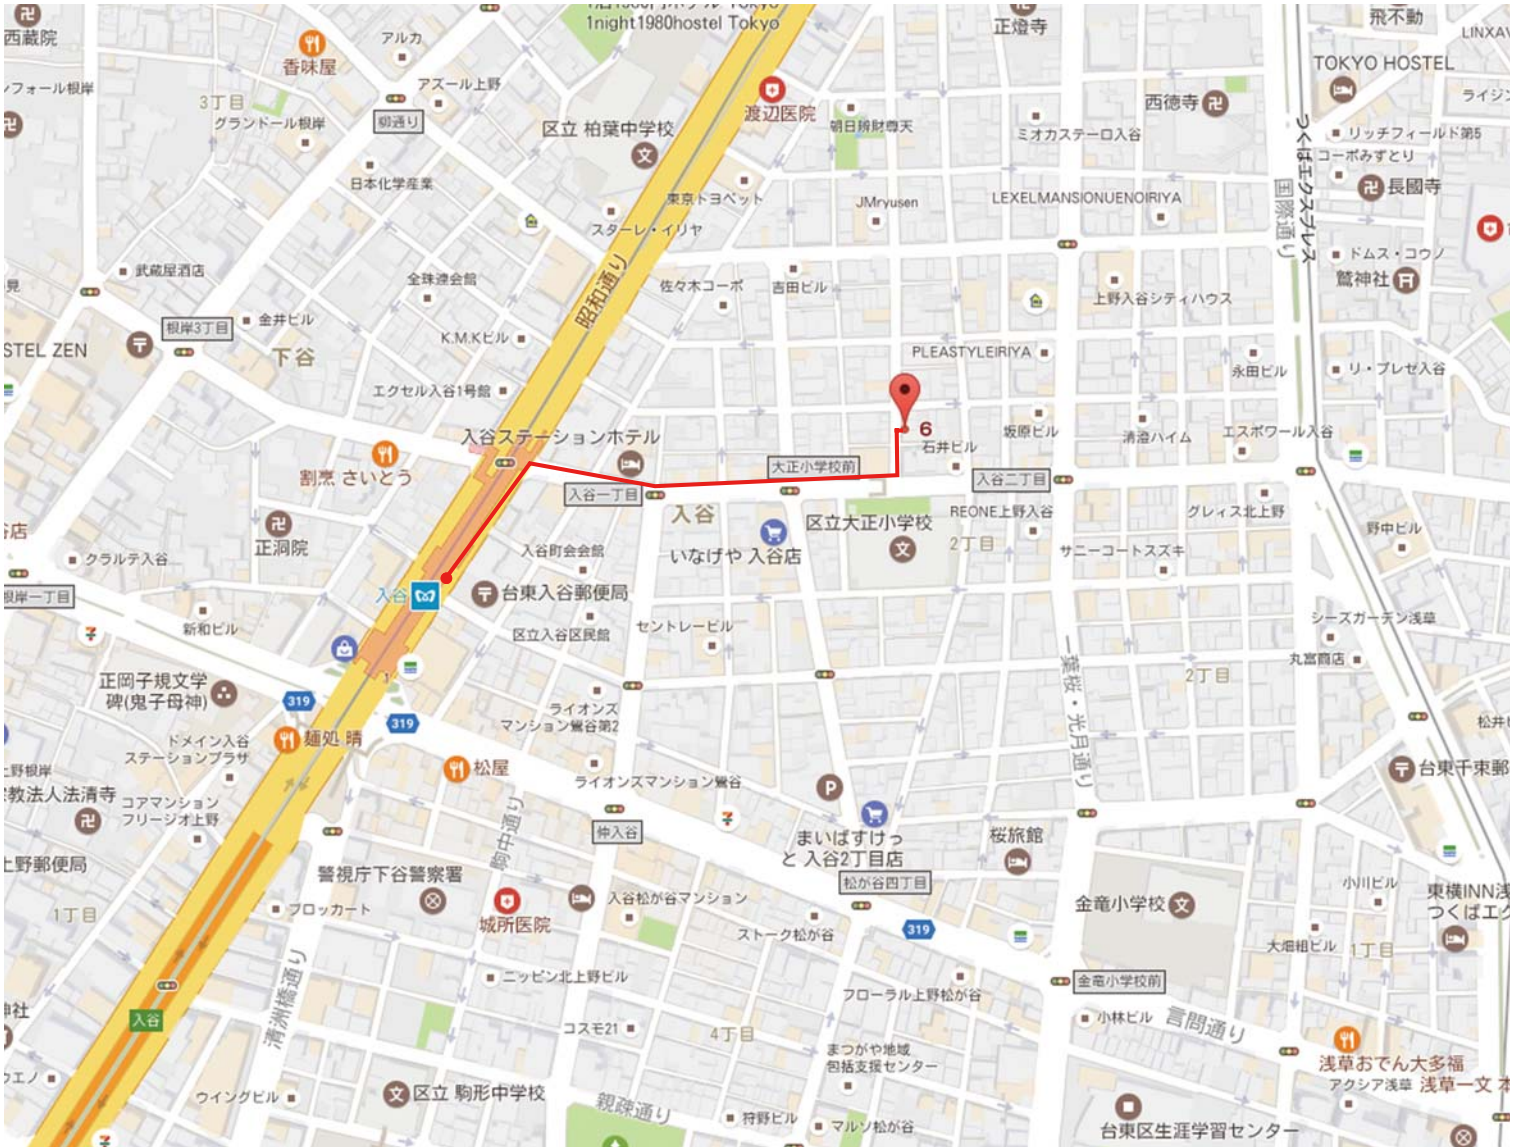 1night1980hostel Tokyo
西蔵院
アルカ
正燈寺
飛不動
香味屋
TOKYO HOSTEL
アズール上野
渡辺医院
西徳寺
3丁目
グランドール根岸
柳通り
区立 柏葉中学校
朝日辨財尊天
ミオカステーロ入谷
リッチフィールド第5
つくばエクスプレス
コーポみずとり
日本化学産業
東京トヨペット
JMryusen
LEXELMANSIONUENOIRIYA
国際通り
長國寺
スターレ・イリヤ
武蔵屋酒店
全珠連会館
昭和通り
佐々木コーポ
吉田ビル
上野入谷シティハウス
ドムス・コウノ
鷲神社
根岸3丁目
金井ビル
K.M.Kビル
STEL ZEN
下谷
PLEASTYLEIRIYA
永田ビル
リ・プレゼ入谷
エクセル入谷1号館
6
入谷ステーションホテル
石井ビル
坂原ビル
清澄ハイム
エスポワール入谷
割烹 さいとう
大正小学校前
入谷一丁目
入谷二丁目
入谷
区立大正小学校
REONE上野入谷
グレイス北上野
野中ビル
正洞院
入谷町会会館
いなげや 入谷店
2丁目
サニーコートスズキ
クラルテ入谷
入谷
台東入谷郵便局
根岸一丁目
新和ビル
区立入谷区民館
セントレービル
シーズガーデン浅草
丸富商店
正岡子規文学
碑(鬼子母神)
319
319
ライオンズ
マンション鶯谷第2
一葉桜・光月通り
2丁目
ドメイン入谷
ステーションプラザ
麺処 晴
松屋
ライオンズマンション鶯谷
台東千束郵
教法人法清寺
コアマンション
フリージオ上野
駒中通り
仲入谷
まいばすけっ
と 入谷2丁目店
桜旅館
上野郵便局
警視庁下谷警察署
松が谷四丁目
小川ビル
東横INN浅
つくばエク
1丁目
ブロッカート
城所医院
入谷松が谷マンション
ストーク松が谷
319
金竜小学校
大畑組ビル
1丁目
清洲橋通り
ニッピン北上野ビル
フローラル上野松が谷
金竜小学校前
入谷
コスモ21
4丁目
小林ビル
言問通り
まつがや地域
包括支援センター
浅草おでん大多福
アクシア浅草
浅草一文 本
ウイングビル
区立 駒形中学校
親疎通り
狩野ビル
マルソ松が谷
台東区生涯学習センター